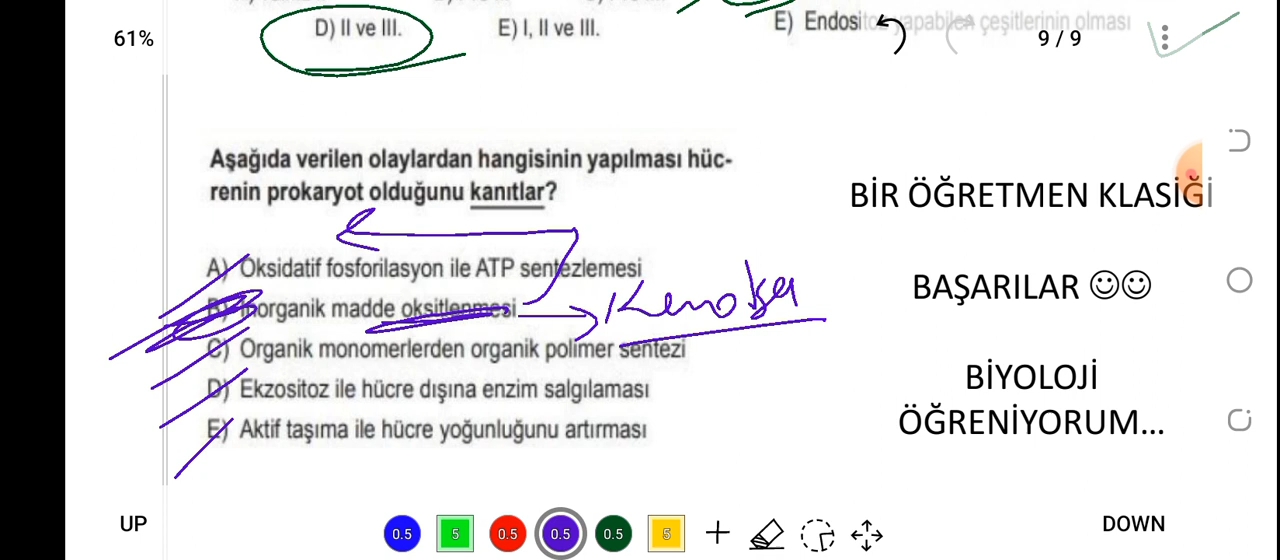 61%
D) II ve III.
E) I, II ve III.
E) Endositoz yapabilen çeşitlerinin olması
9 / 9
Aşağıda verilen olaylardan hangisinin yapılması hüc-
renin prokaryot olduğunu kanıtlar?
A) Oksidatif fosforilasyon ile ATP sentezlemesi
B) İnorganik madde oksitlenmesi
C) Organik monomerlerden organik polimer sentezi
D) Ekzositoz ile hücre dışına enzim salgılaması
E) Aktif taşıma ile hücre yoğunluğunu artırması
BİR ÖĞRETMEN KLASİĞİ
BAŞARILAR ☺☺
BİYOLOJİ
ÖĞRENİYORUM...
UP
0.5
5
0.5
0.5
0.5
5
DOWN